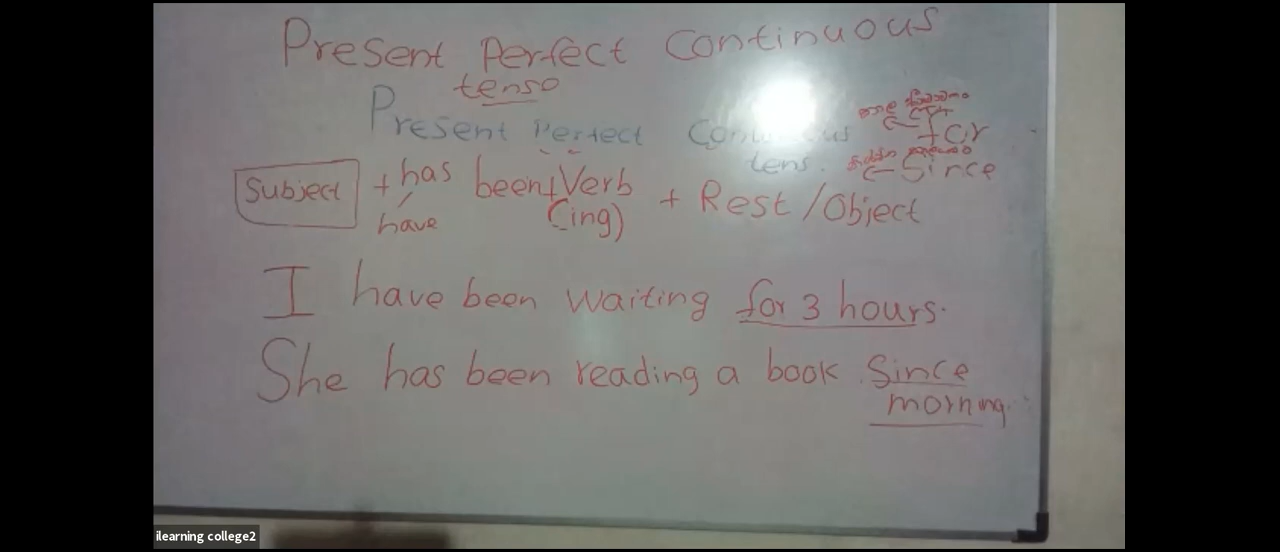 Present Perfect Continuous
tense
Present Perfect Continuous
tens.
← for
← Since
Subject + has been + Verb + Rest / Object
have (ing)
I have been waiting for 3 hours.
She has been reading a book Since
morning.
ilearning college2